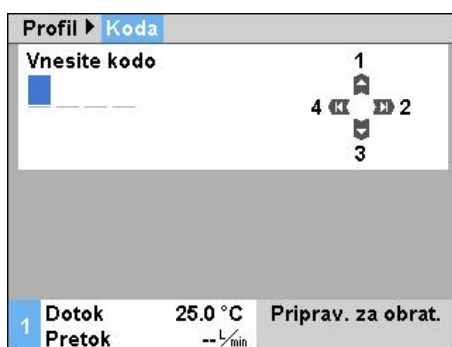 Profil ▶ Koda
Vnesite kodo
1
4 2
3
1
Dotok 25.0 °C
Pretok -- L/min
Priprav. za obrat.